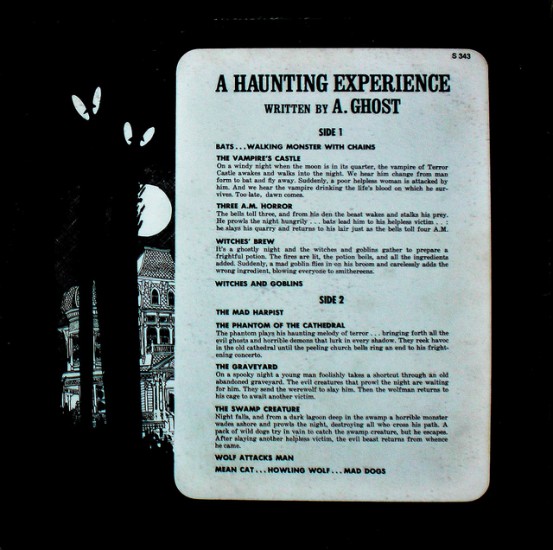 S 343
A HAUNTING EXPERIENCE
WRITTEN BY A. GHOST
SIDE 1
BATS...WALKING MONSTER WITH CHAINS
THE VAMPIRE'S CASTLE
On a windy night when the moon is in its quarter, the vampire of Terror
Castle awakes and walks into the night. We hear him change from man
form to bat and fly away. Suddenly, a poor helpless woman is attacked by
him. And we hear the vampire drinking the life's blood on which he sur-
vives. Too late, dawn comes.
THREE A.M. HORROR
The bells toll three, and from his den the beast wakes and stalks his prey.
He prowls the night hungrily . . . bats lead him to his helpless victim . . .
he slays his quarry and returns to his lair just as the bells toll four A.M.
WITCHES' BREW
It's a ghostly night and the witches and goblins gather to prepare a
frightful potion. The fires are lit, the potion boils, and all the ingredients
added. Suddenly, a mad goblin flies in on his broom and carelessly adds the
wrong ingredient, blowing everyone to smithereens.
WITCHES AND GOBLINS
SIDE 2
THE MAD HARPIST
THE PHANTOM OF THE CATHEDRAL
The phantom plays his haunting melody of terror . . . bringing forth all the
evil ghosts and horrible demons that lurk in every shadow. They reek havoc
in the old cathedral until the peeling church bells ring an end to his fright-
ening concerto.
THE GRAVEYARD
On a spooky night a young man foolishly takes a shortcut through an old
abandoned graveyard. The evil creatures that prowl the night are waiting
for him. They send the werewolf to slay him. Then the wolfman returns to
his cage to await another victim.
THE SWAMP CREATURE
Night falls, and from a dark lagoon deep in the swamp a horrible monster
wades ashore and prowls the night, destroying all who cross his path. A
pack of wild dogs try in vain to catch the swamp creature, but he escapes.
After slaying another helpless victim, the evil beast returns from whence
he came.
WOLF ATTACKS MAN
MEAN CAT...HOWLING WOLF...MAD DOGS